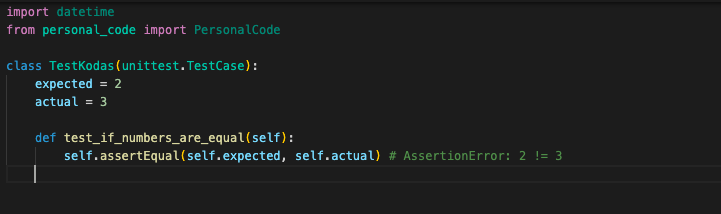 import datetime
from personal_code import PersonalCode
class TestKodas(unittest.TestCase):
expected = 2
actual = 3
def test_if_numbers_are_equal(self):
self.assertEqual(self.expected, self.actual) # AssertionError: 2 != 3